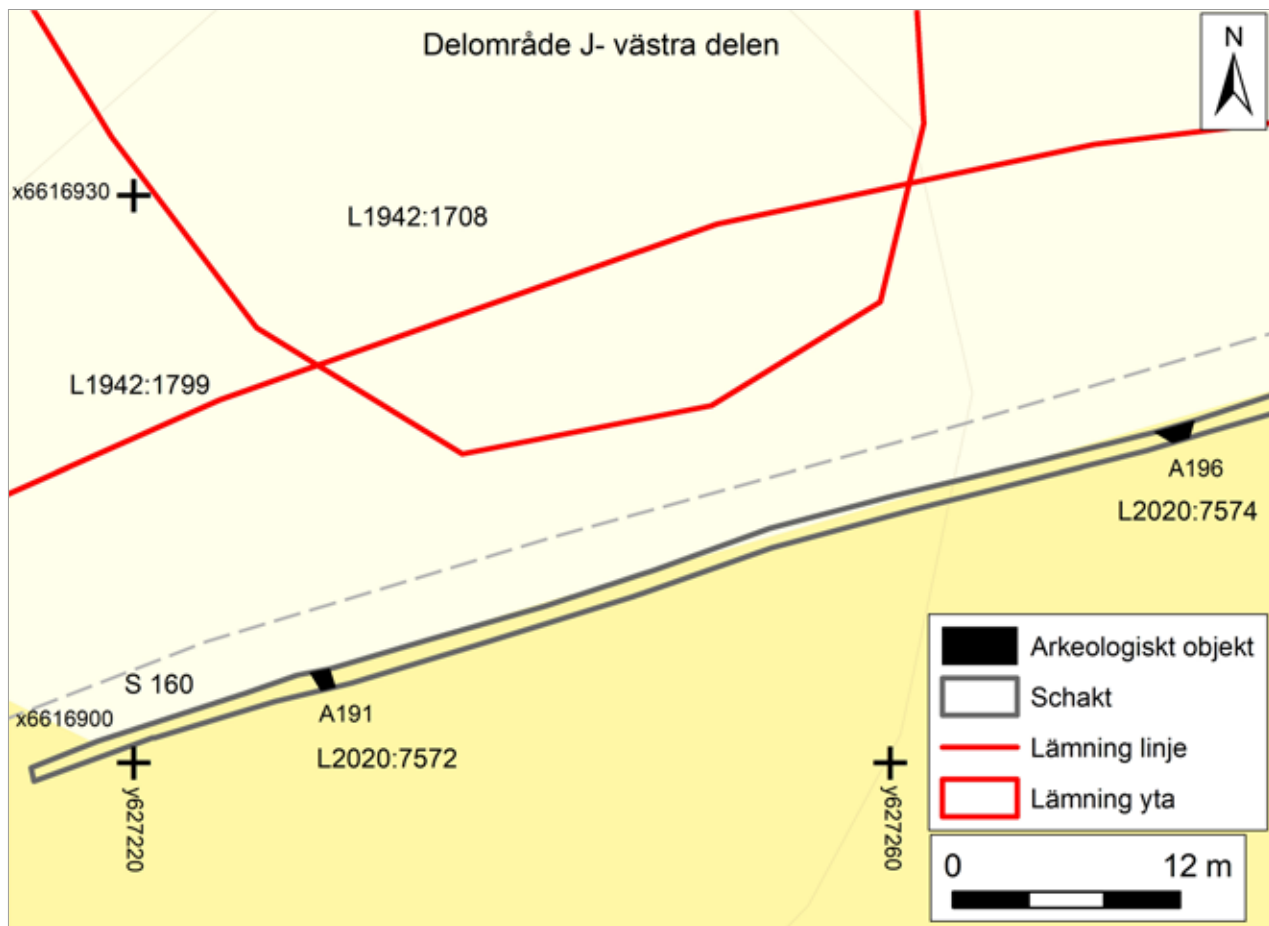 Delområde J- västra delen
N
x6616930
L1942:1708
L1942:1799
A196
L2020:7574
S 160
x6616900
A191
L2020:7572
y627220
y627260
Arkeologiskt objekt
Schakt
Lämning linje
Lämning yta
0 12 m